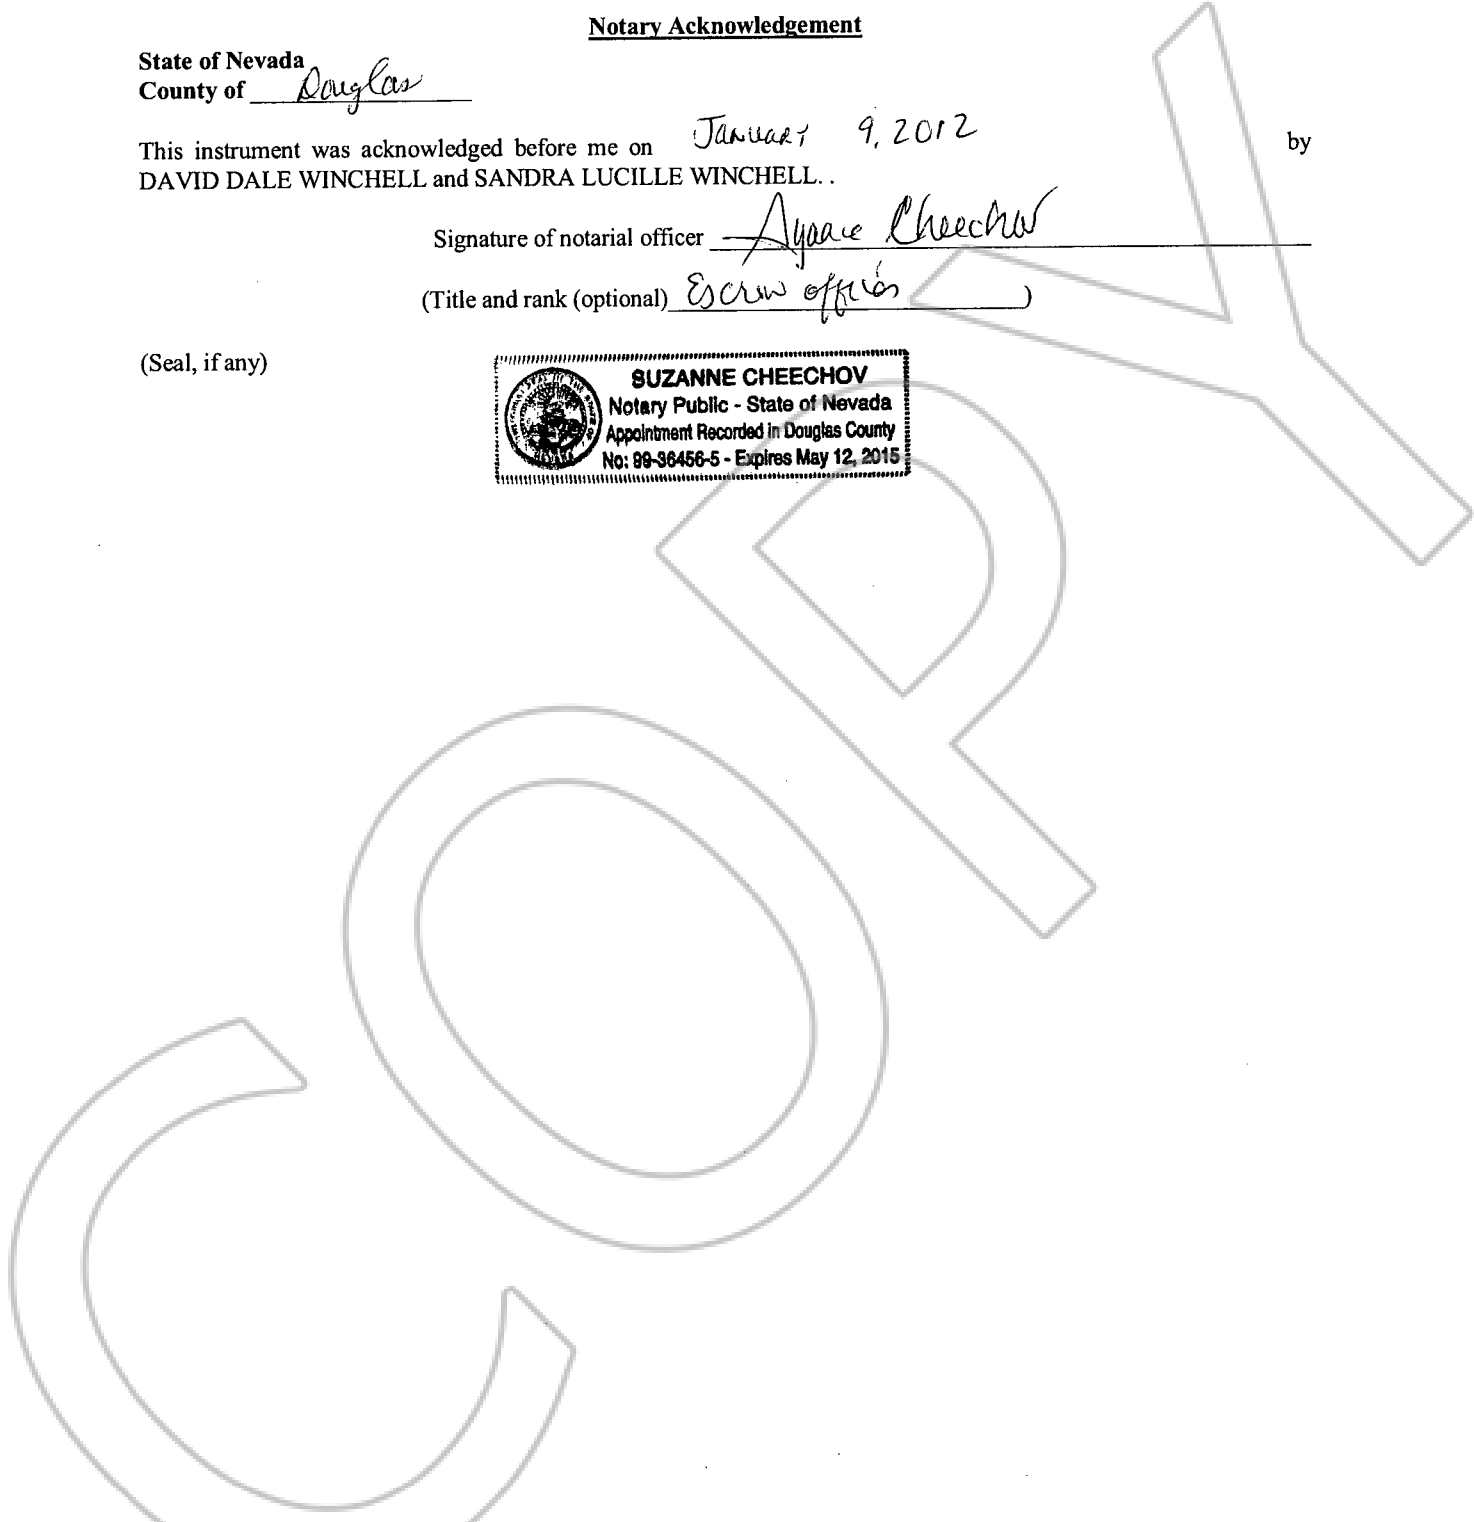 Notary Acknowledgement
State of Nevada
County of Douglas
This instrument was acknowledged before me on January 9, 2012 by
DAVID DALE WINCHELL and SANDRA LUCILLE WINCHELL. .
Signature of notarial officer Cheechov
(Title and rank (optional) Escrow officer )
(Seal, if any)
SUZANNE CHEECHOV
Notary Public - State of Nevada
Appointment Recorded in Douglas County
No: 99-36456-5 - Expires May 12, 2015
COPY